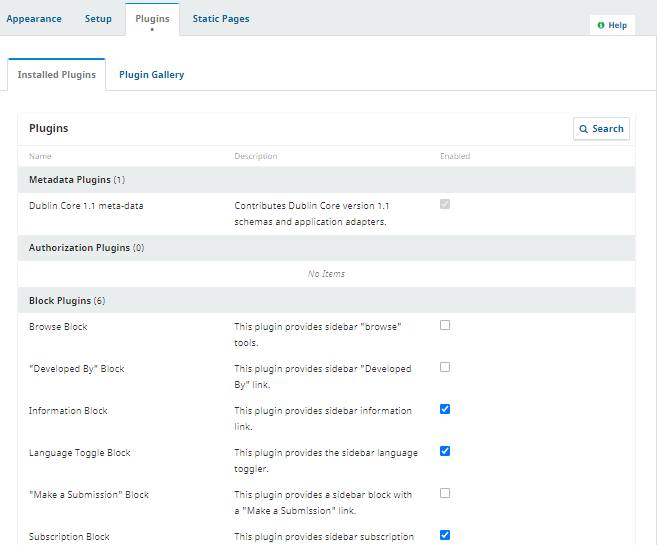 Appearance Setup Plugins Static Pages
Help
Installed Plugins Plugin Gallery
Plugins Search
Name Description Enabled
Metadata Plugins (1)
Dublin Core 1.1 meta-data Contributes Dublin Core version 1.1
schemas and application adapters.
Authorization Plugins (0)
No Items
Block Plugins (6)
Browse Block This plugin provides sidebar "browse"
tools.
"Developed By" Block This plugin provides sidebar "Developed
By" link.
Information Block This plugin provides sidebar information
link.
Language Toggle Block This plugin provides the sidebar language
toggler.
"Make a Submission" Block This plugin provides a sidebar block with
a "Make a Submission" link.
Subscription Block This plugin provides sidebar subscription